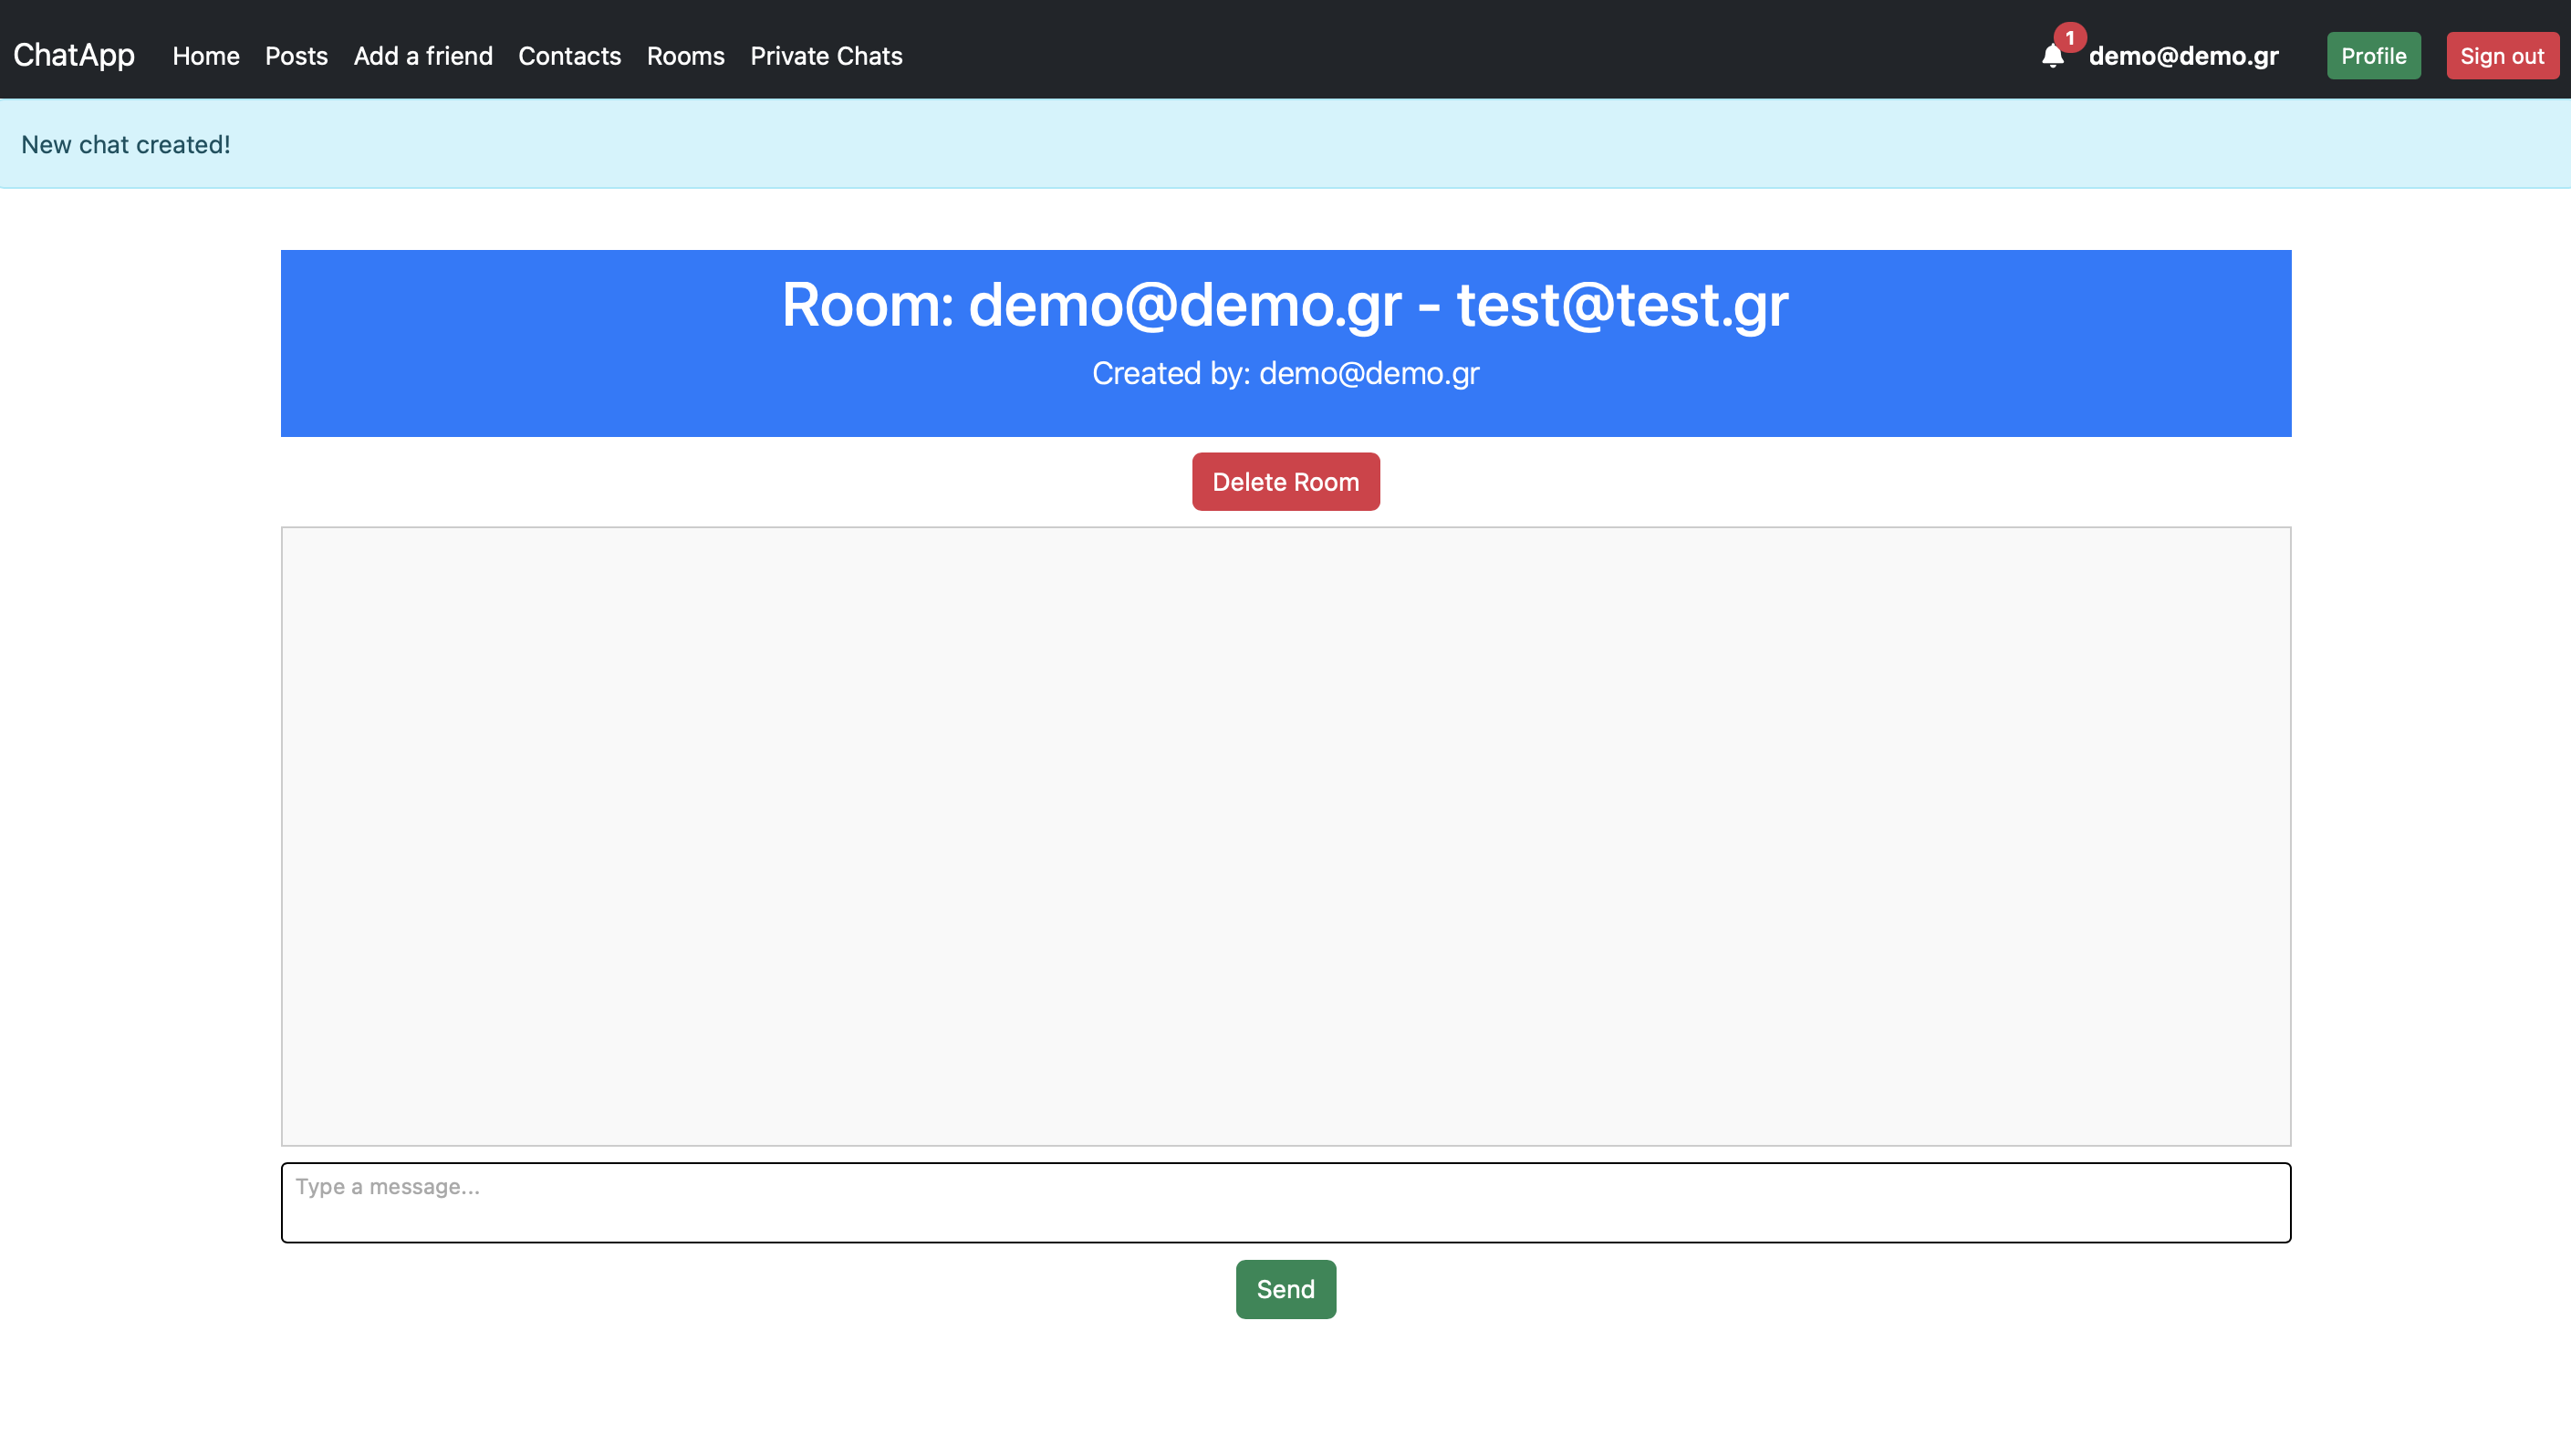 ChatApp Home Posts Add a friend Contacts Rooms Private Chats 1 demo@demo.gr Profile Sign out
New chat created!
Room: demo@demo.gr - test@test.gr
Created by: demo@demo.gr
Delete Room
Type a message...
Send